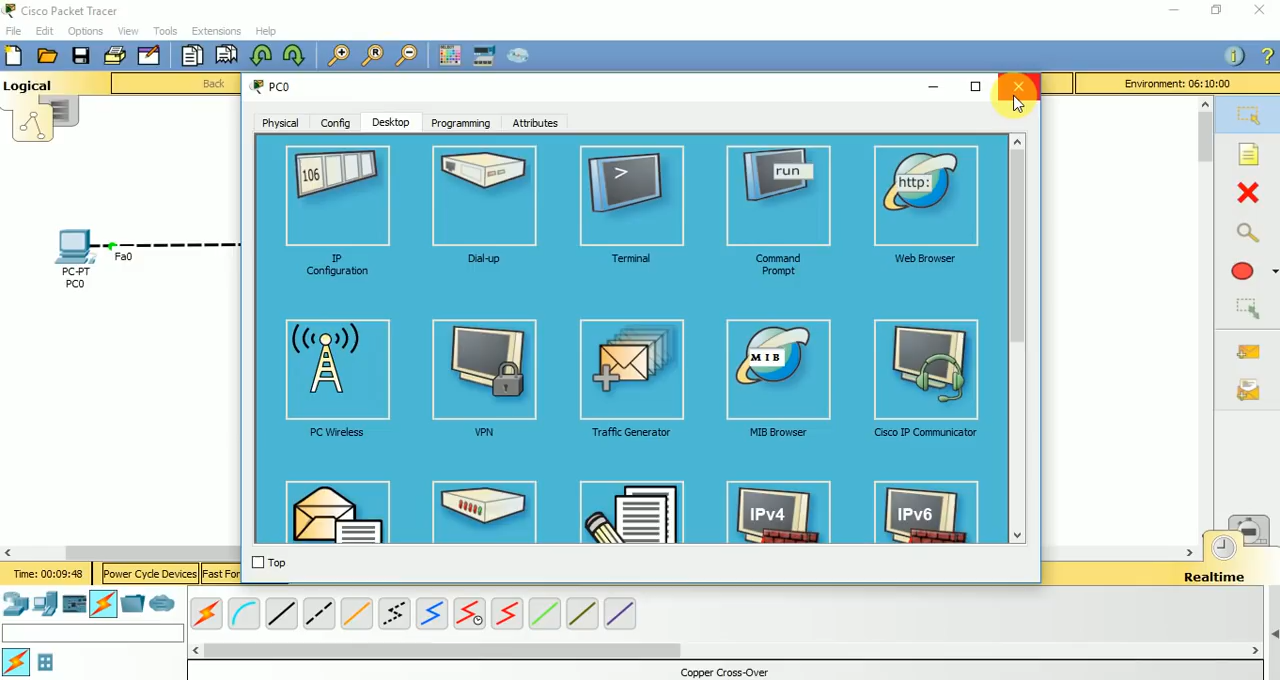 Cisco Packet Tracer
File Edit Options View Tools Extensions Help
Logical
Back
Environment: 06:10:00
PC0
Physical Config Desktop Programming Attributes
106
>
run
http:
IP
Configuration
Dial-up
Terminal
Command
Prompt
Web Browser
Fa0
PC-PT
PC0
MIB
PC Wireless
VPN
Traffic Generator
MIB Browser
Cisco IP Communicator
IPv4
IPv6
Top
Time: 00:09:48
Power Cycle Devices
Fast For
Realtime
Copper Cross-Over